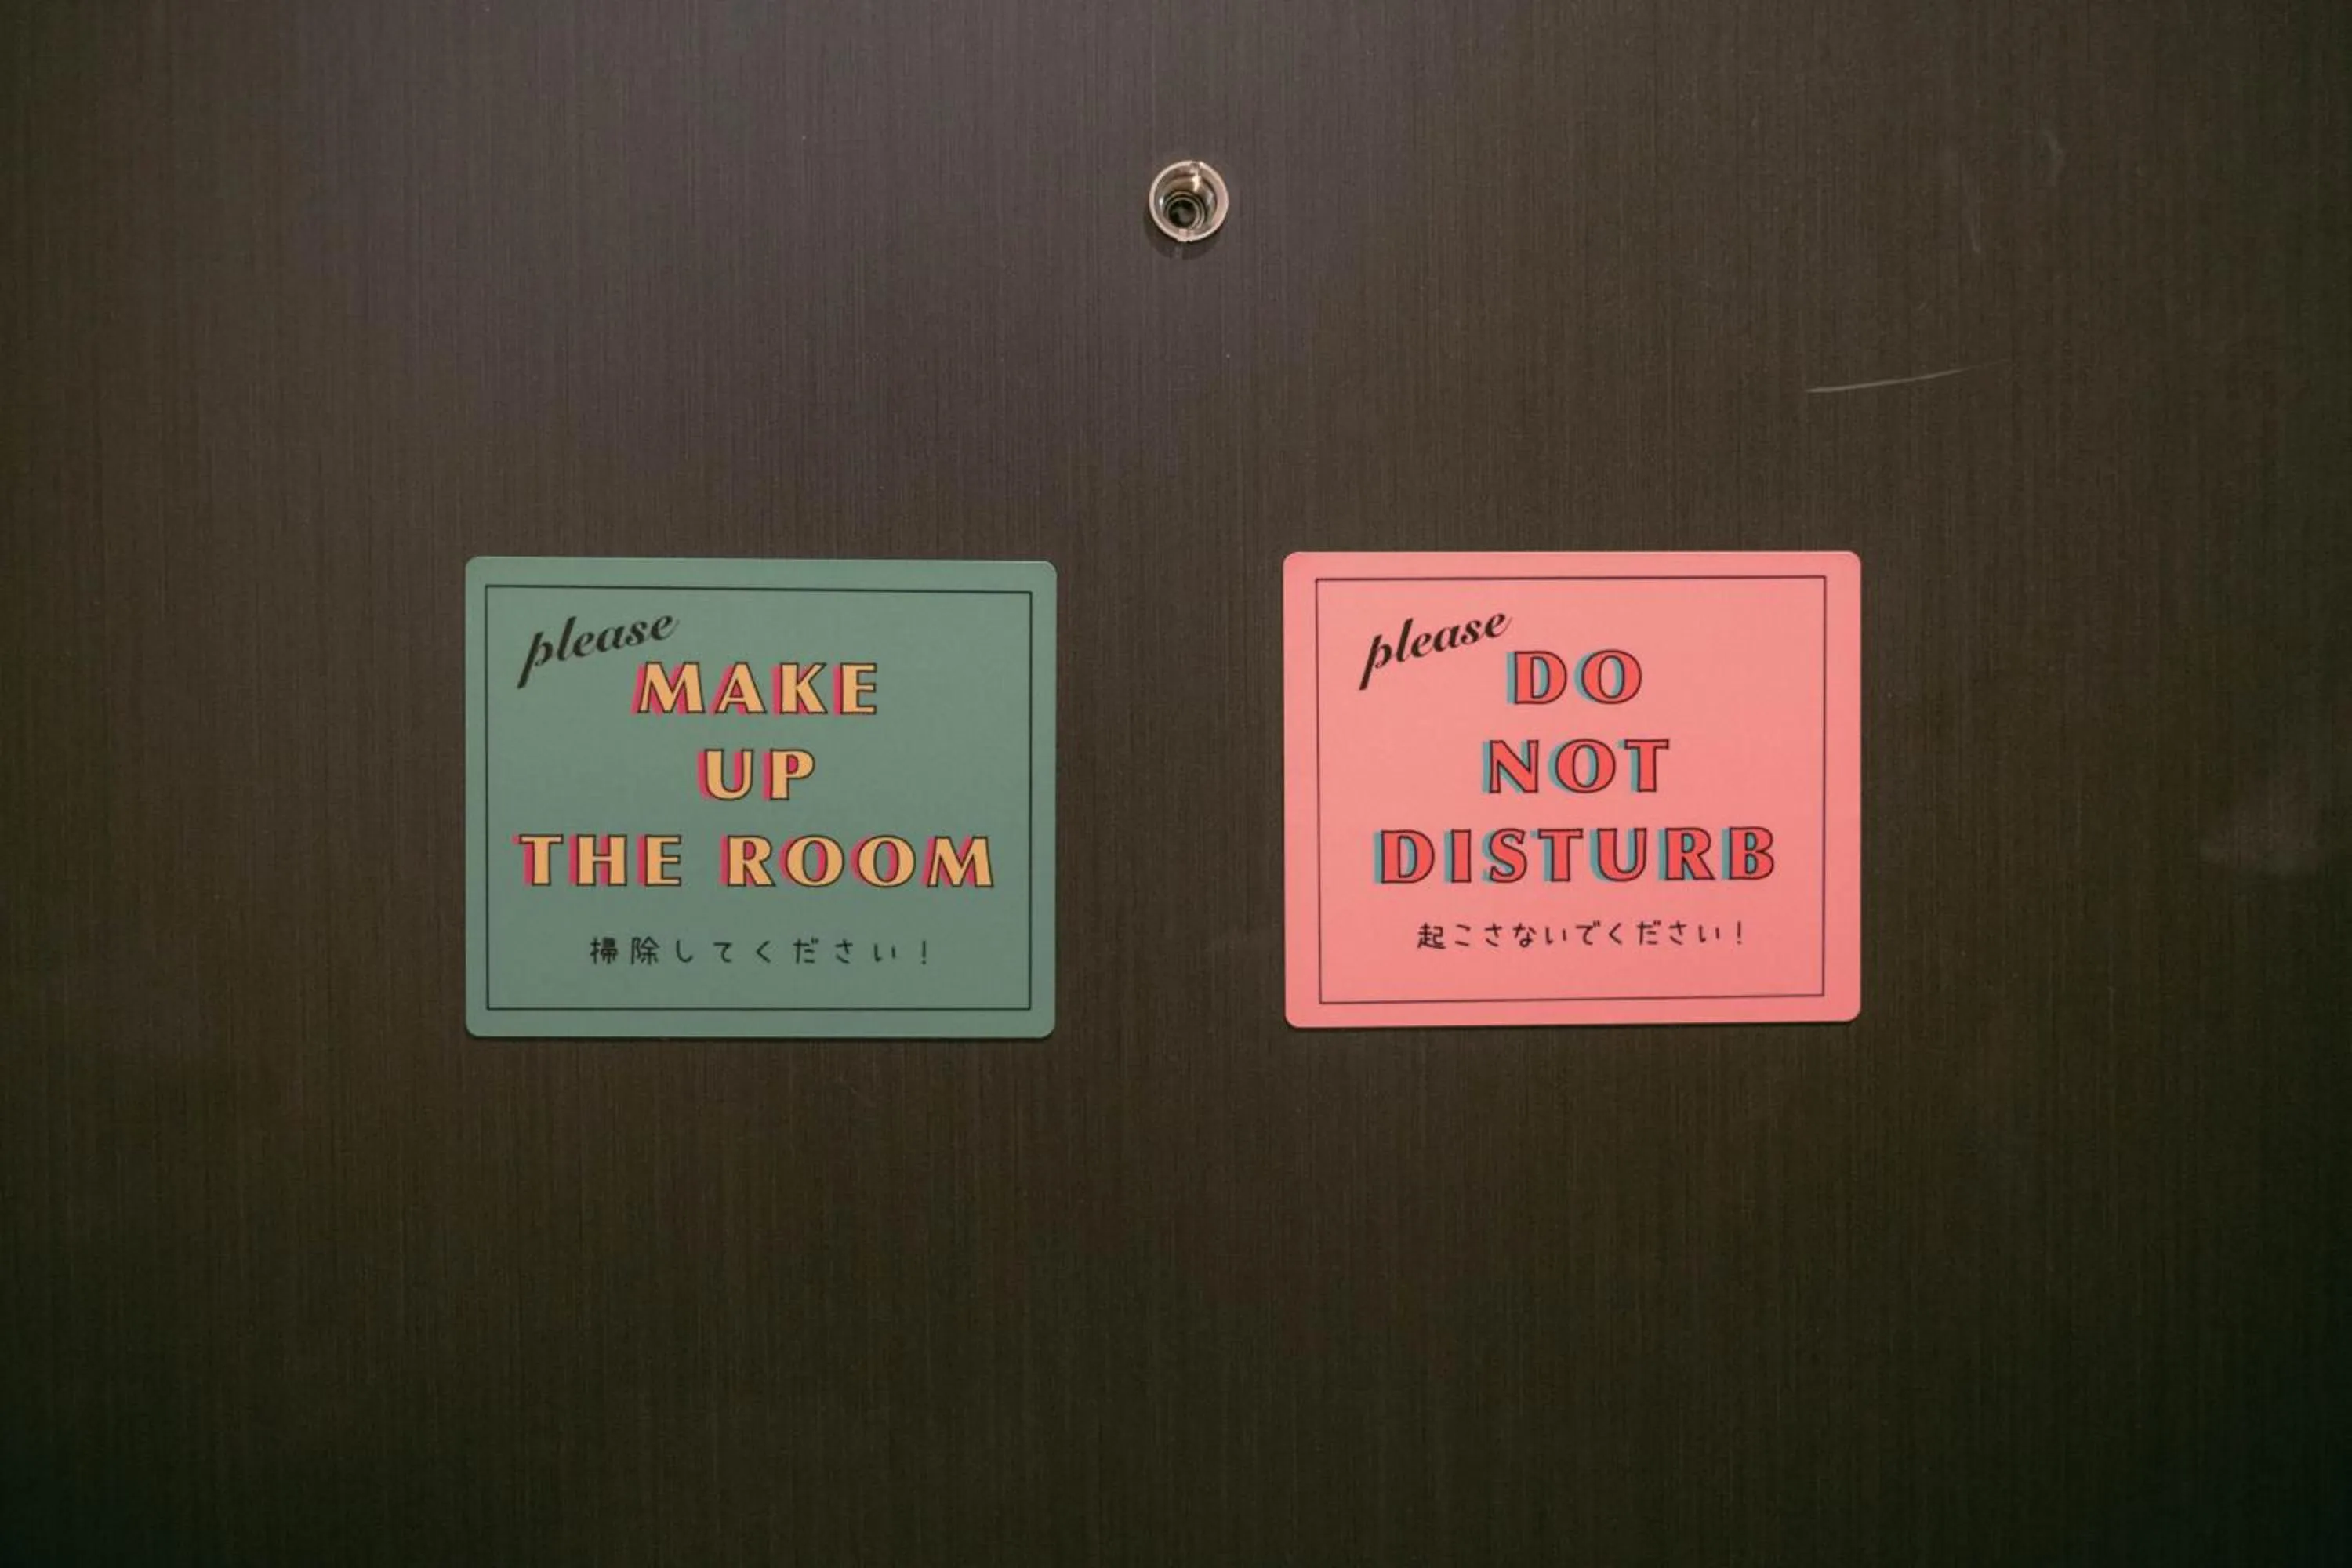 please
MAKE
UP
THE ROOM
掃除してください！
please
DO
NOT
DISTURB
起こさないでください！